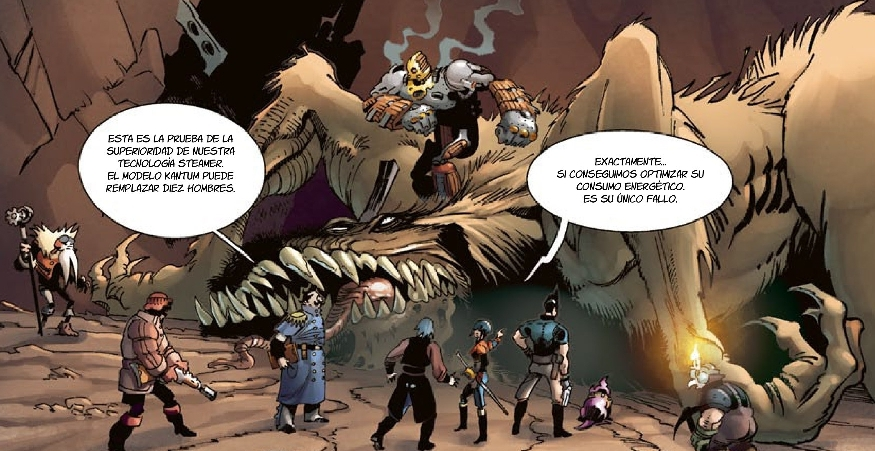 ESTA ES LA PRUEBA DE LA
SUPERIORIDAD DE NUESTRA
TECNOLOGÍA STEAMER.
EL MODELO KANTUM PUEDE
REMPLAZAR DIEZ HOMBRES.
EXACTAMENTE...
SI CONSEGUIMOS OPTIMIZAR SU
CONSUMO ENERGÉTICO.
ES SU ÚNICO FALLO.